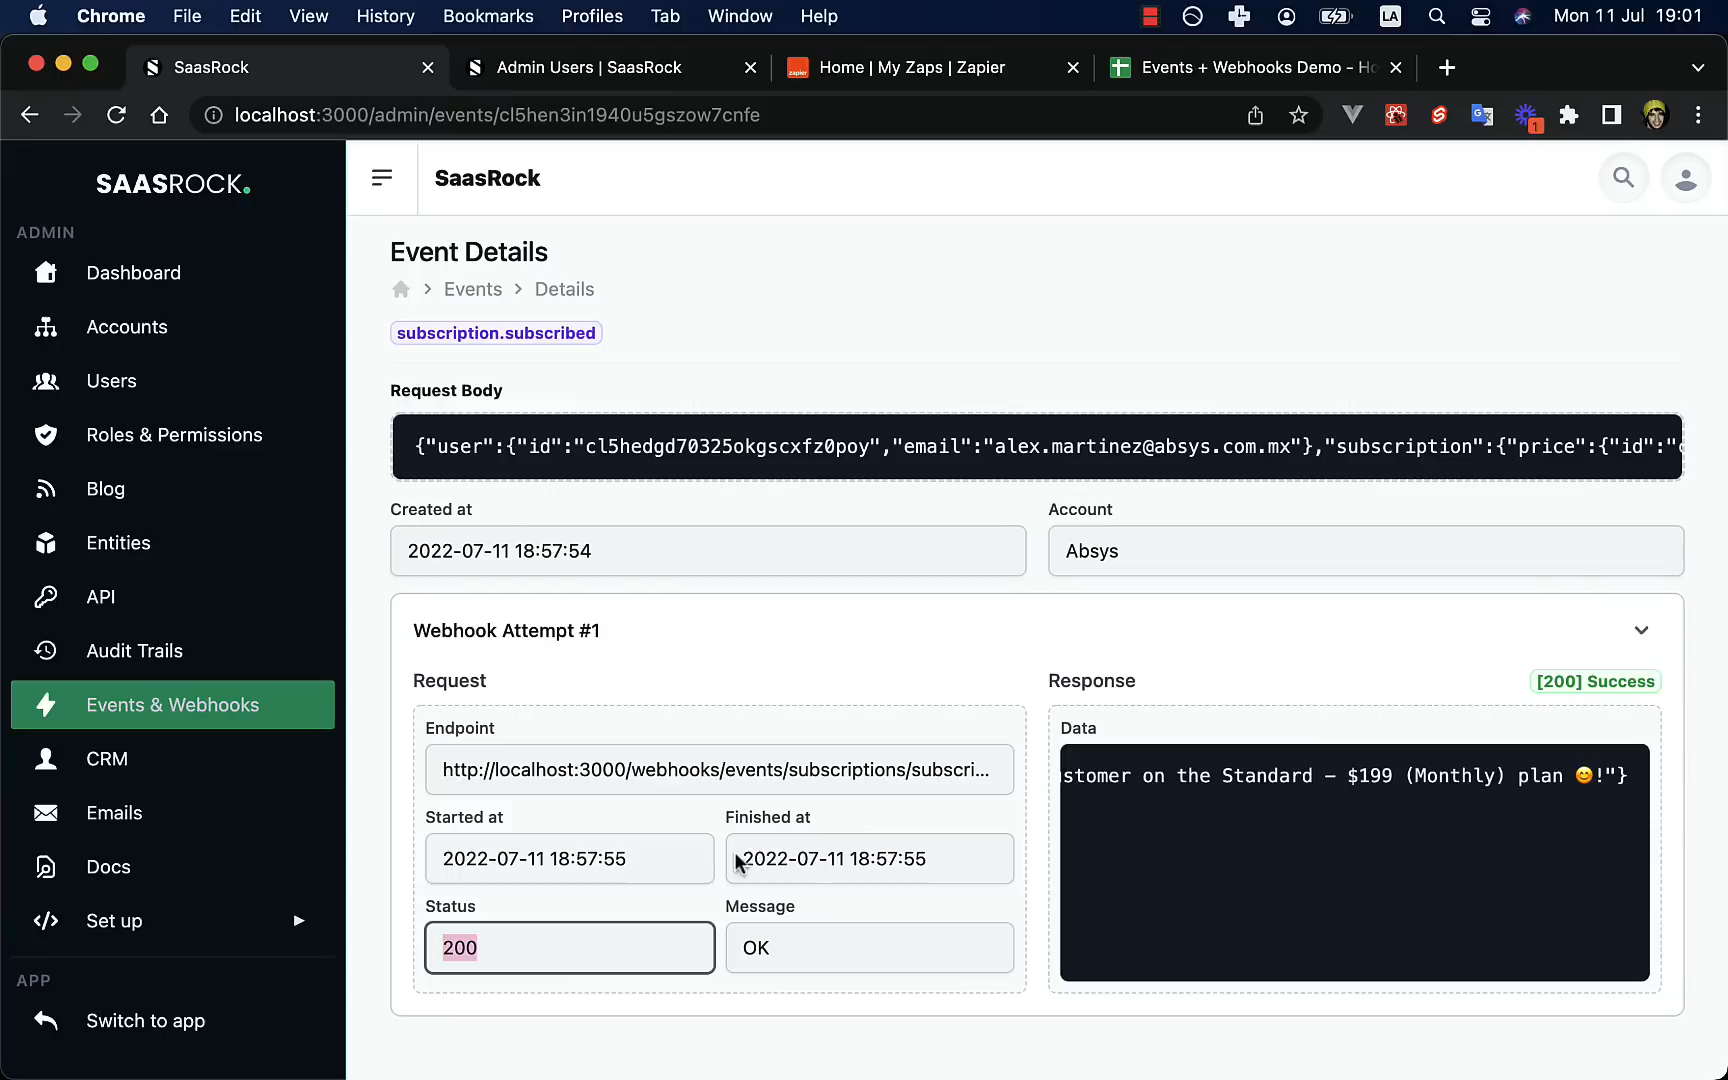 Chrome File Edit View History Bookmarks Profiles Tab Window Help LA Mon 11 Jul 19:01
SaasRock Admin Users | SaasRock Home | My Zaps | Zapier Events + Webhooks Demo - Ho
localhost:3000/admin/events/cl5hen3in1940u5gszow7cnfe 1
SAASROCK.
SaasRock
ADMIN
Dashboard
Accounts
Users
Roles & Permissions
Blog
Entities
API
Audit Trails
Events & Webhooks
CRM
Emails
Docs
Set up
APP
Switch to app
Event Details
Events > Details
subscription.subscribed
Request Body
{"user":{"id":"cl5hedgd70325okgscxfz0poy","email":"alex.martinez@absys.com.mx"},"subscription":{"price":{"id":"c
Created at
2022-07-11 18:57:54
Account
Absys
Webhook Attempt #1
Request
Endpoint
http://localhost:3000/webhooks/events/subscriptions/subscri...
Started at
2022-07-11 18:57:55
Finished at
2022-07-11 18:57:55
Status
200
Message
OK
Response
[200] Success
Data
ustomer on the Standard – $199 (Monthly) plan 😊!"}